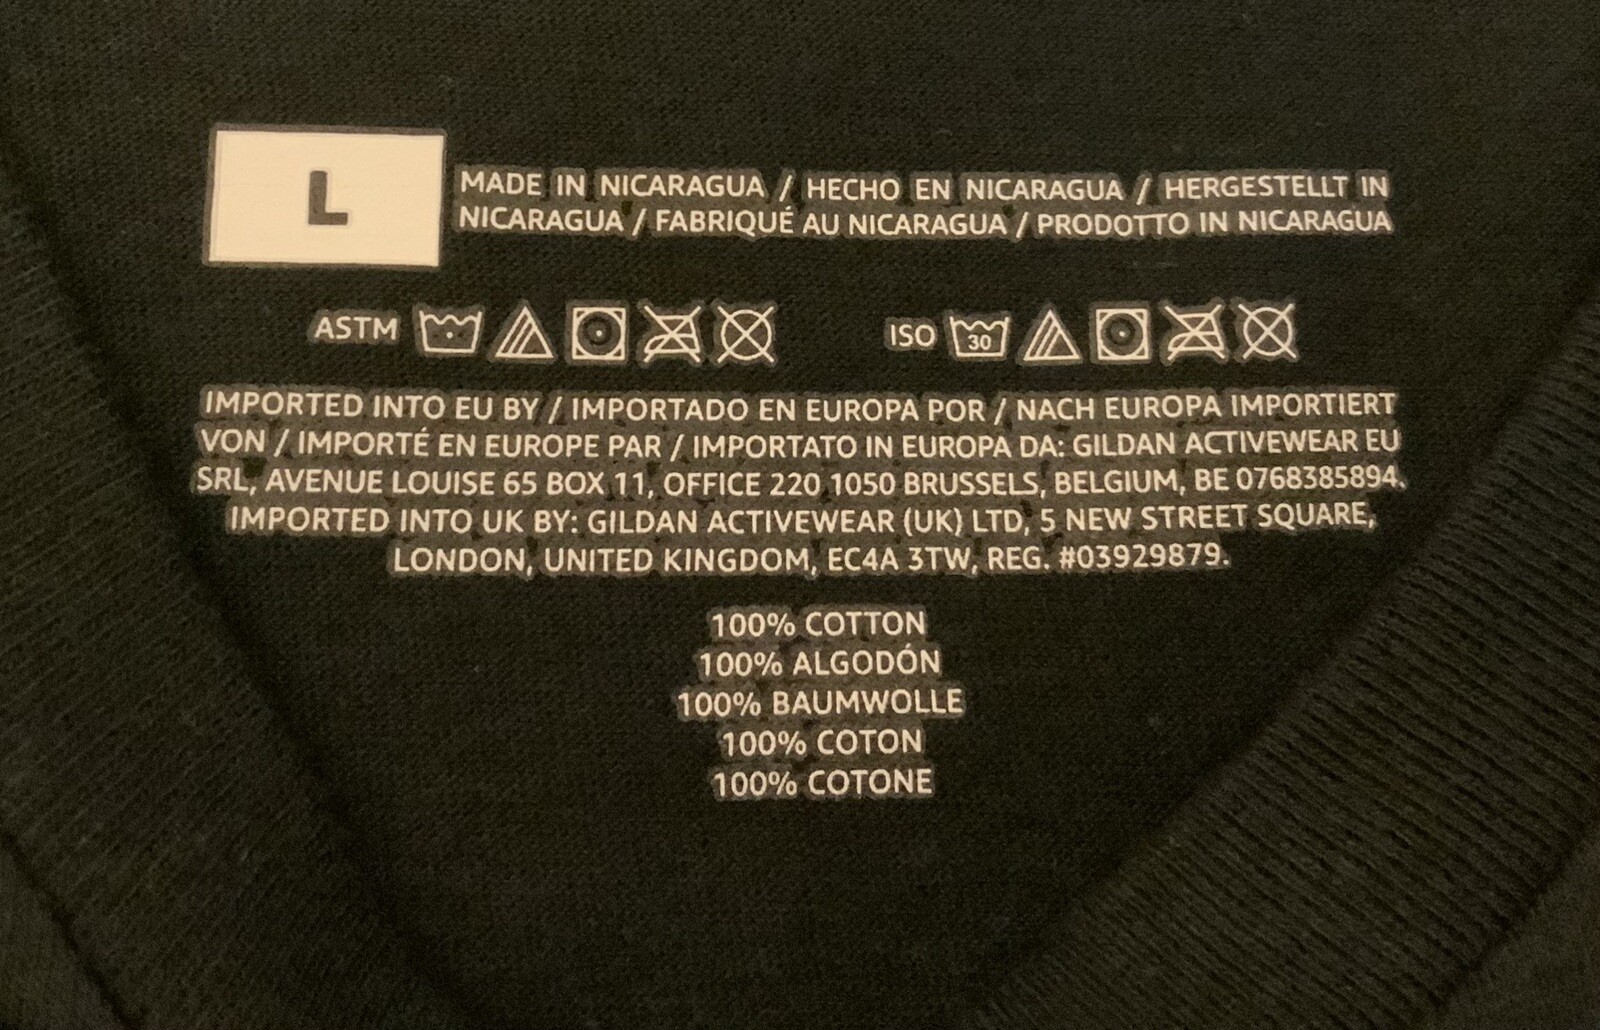 L
MADE IN NICARAGUA / HECHO EN NICARAGUA / HERGESTELLT IN
NICARAGUA / FABRIQUÉ AU NICARAGUA / PRODOTTO IN NICARAGUA
ASTM
ISO 30
IMPORTED INTO EU BY / IMPORTADO EN EUROPA POR / NACH EUROPA IMPORTIERT
VON / IMPORTÉ EN EUROPE PAR / IMPORTATO IN EUROPA DA: GILDAN ACTIVEWEAR EU
SRL, AVENUE LOUISE 65 BOX 11, OFFICE 220 1050 BRUSSELS, BELGIUM, BE 0768385894.
IMPORTED INTO UK BY: GILDAN ACTIVEWEAR (UK) LTD, 5 NEW STREET SQUARE,
LONDON, UNITED KINGDOM, EC4A 3TW, REG. #03929879.
100% COTTON
100% ALGODÓN
100% BAUMWOLLE
100% COTON
100% COTONE